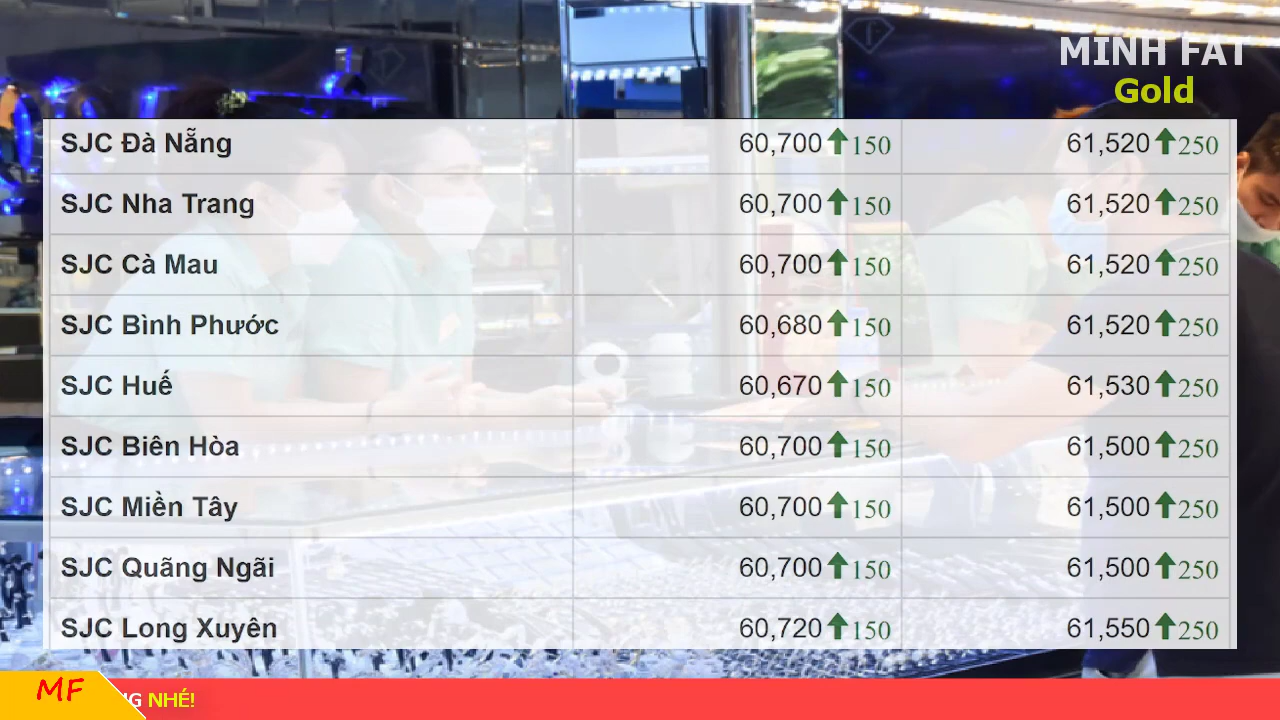 MINH FAT
Gold
SJC Đà Nẵng 60,700 150 61,520 250
SJC Nha Trang 60,700 150 61,520 250
SJC Cà Mau 60,700 150 61,520 250
SJC Bình Phước 60,680 150 61,520 250
SJC Huế 60,670 150 61,530 250
SJC Biên Hòa 60,700 150 61,500 250
SJC Miền Tây 60,700 150 61,500 250
SJC Quãng Ngãi 60,700 150 61,500 250
SJC Long Xuyên 60,720 150 61,550 250
MF NHÉ!